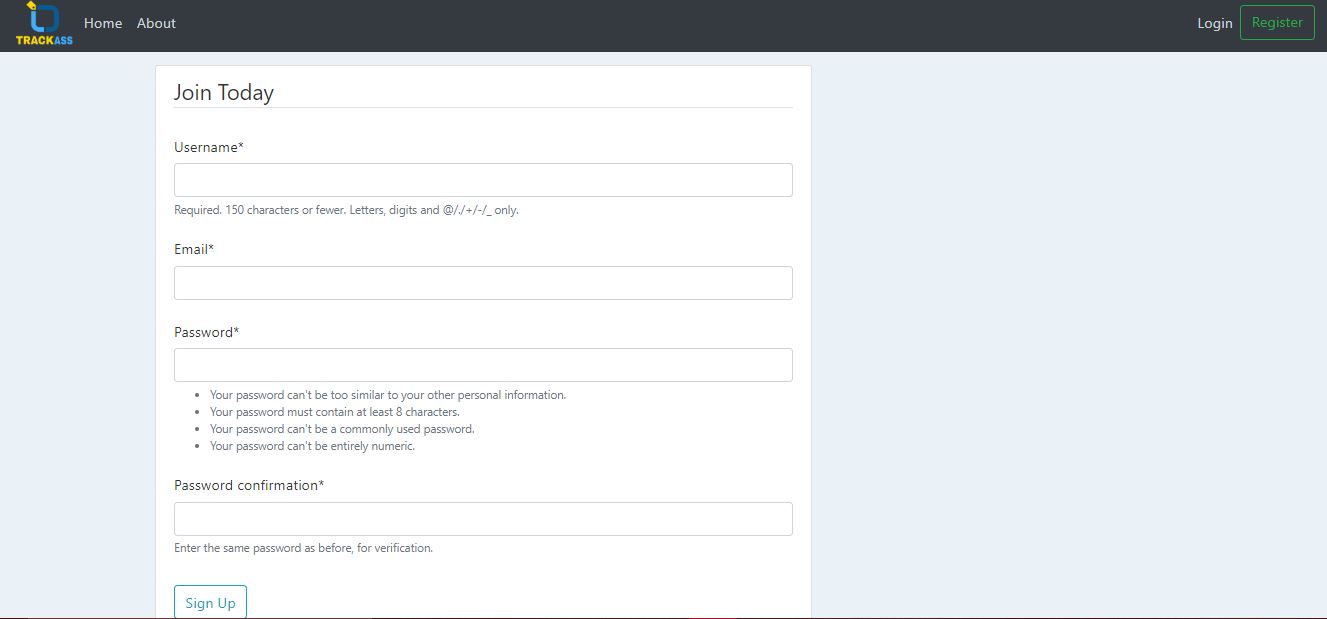 TRACKASS
Home About
Login Register
Join Today
Username*
Required. 150 characters or fewer. Letters, digits and @/./+/-/_ only.
Email*
Password*
• Your password can't be too similar to your other personal information.
• Your password must contain at least 8 characters.
• Your password can't be a commonly used password.
• Your password can't be entirely numeric.
Password confirmation*
Enter the same password as before, for verification.
Sign Up